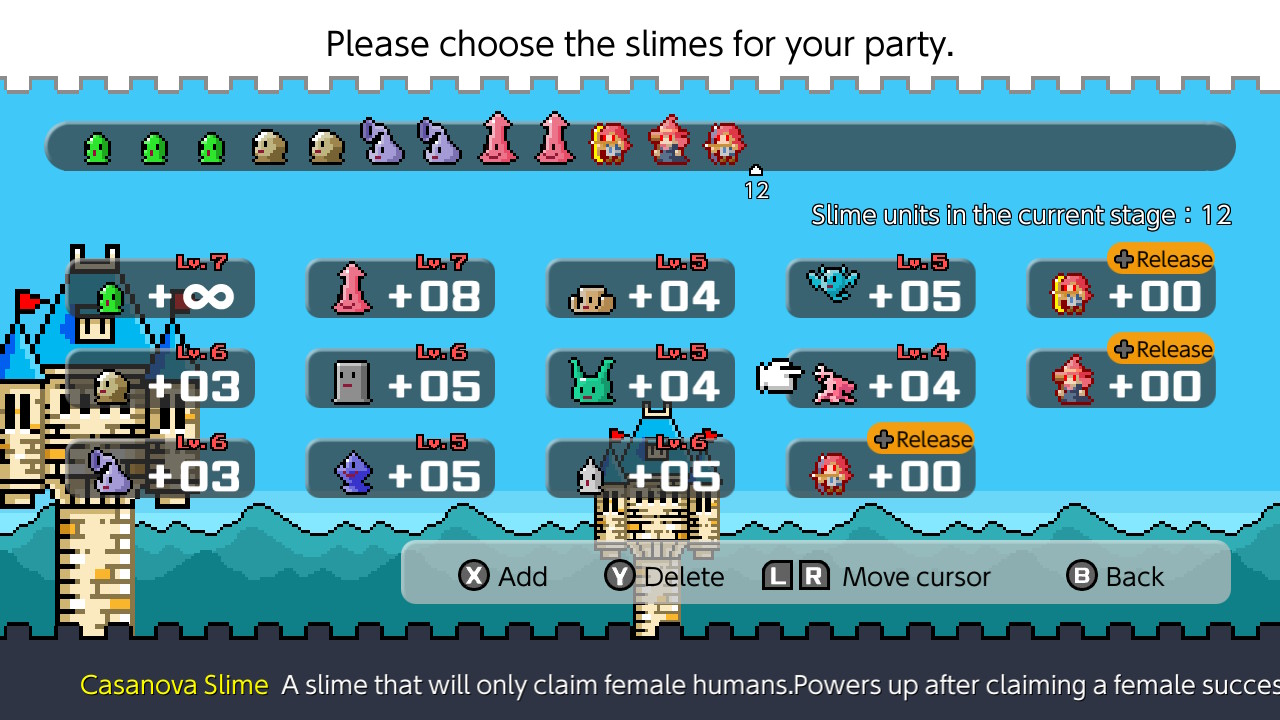 Please choose the slimes for your party.
12
Slime units in the current stage : 12
Lv.7 Lv.7 Lv.5 Lv.5 + Release
+∞ +08 +04 +05 +00
Lv.6 Lv.6 Lv.5 Lv.4 + Release
+03 +05 +04 +04 +00
Lv.6 Lv.5 Lv.6 + Release
+03 +05 +05 +00
X Add Y Delete L R Move cursor B Back
Casanova Slime A slime that will only claim female humans.Powers up after claiming a female succes